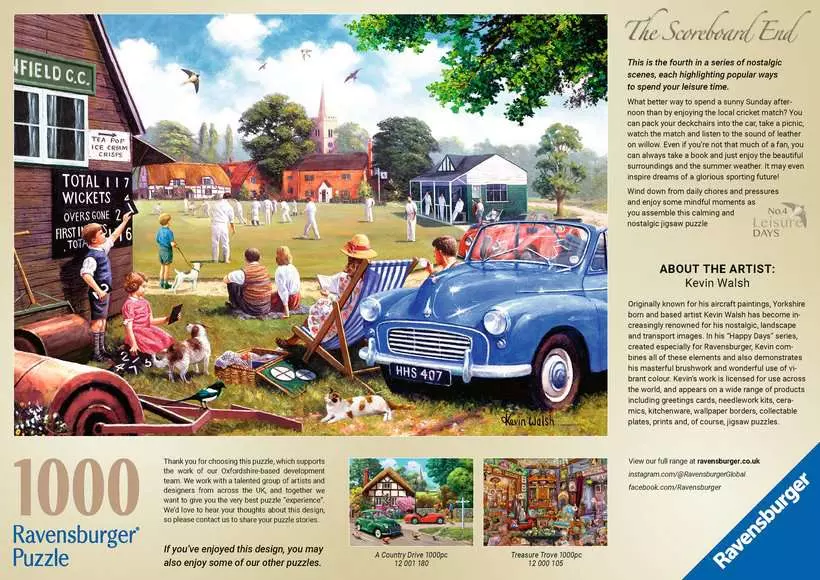 NFIELD C.C.
TEA POP
ICE CREAM
CRISPS
TOTAL 117
WICKETS
OVERS GONE 2
FIRST IN
TOTAL 16
HHS 407
Kevin Walsh
The Scoreboard End
This is the fourth in a series of nostalgic
scenes, each highlighting popular ways
to spend your leisure time.
What better way to spend a sunny Sunday after-
noon than by enjoying the local cricket match? You
can pack your deckchairs into the car, take a picnic,
watch the match and listen to the sound of leather
on willow. Even if you're not that much of a fan, you
can always take a book and just enjoy the beautiful
surroundings and the summer weather. It may even
inspire dreams of a glorious sporting future!
Wind down from daily chores and pressures
and enjoy some mindful moments as
you assemble this calming and
nostalgic jigsaw puzzle
No.4
Leisure
DAYS
ABOUT THE ARTIST:
Kevin Walsh
Originally known for his aircraft paintings, Yorkshire
born and based artist Kevin Walsh has become in-
creasingly renowned for his nostalgic, landscape
and transport images. In his "Happy Days" series,
created especially for Ravensburger, Kevin com-
bines all of these elements and also demonstrates
his masterful brushwork and wonderful use of vi-
brant colour. Kevin's work is licensed for use across
the world, and appears on a wide range of products
including greetings cards, needlework kits, cera-
mics, kitchenware, wallpaper borders, collectable
plates, prints and, of course, jigsaw puzzles.
View our full range at ravensburger.co.uk
instagram.com/@RavensburgerGlobal
facebook.com/Ravensburger
Ravensburger
1000
Ravensburger®
Puzzle
Thank you for choosing this puzzle, which supports
the work of our Oxfordshire-based development
team. We work with a talented group of artists and
designers from across the UK, and together we
want to give you the very best puzzle "experience".
We'd love to hear your thoughts about this design,
so please contact us to share your puzzle stories.
If you've enjoyed this design, you may
also enjoy some of our other puzzles.
A Country Drive 1000pc
12 001 180
Treasure Trove 1000pc
12 000 105